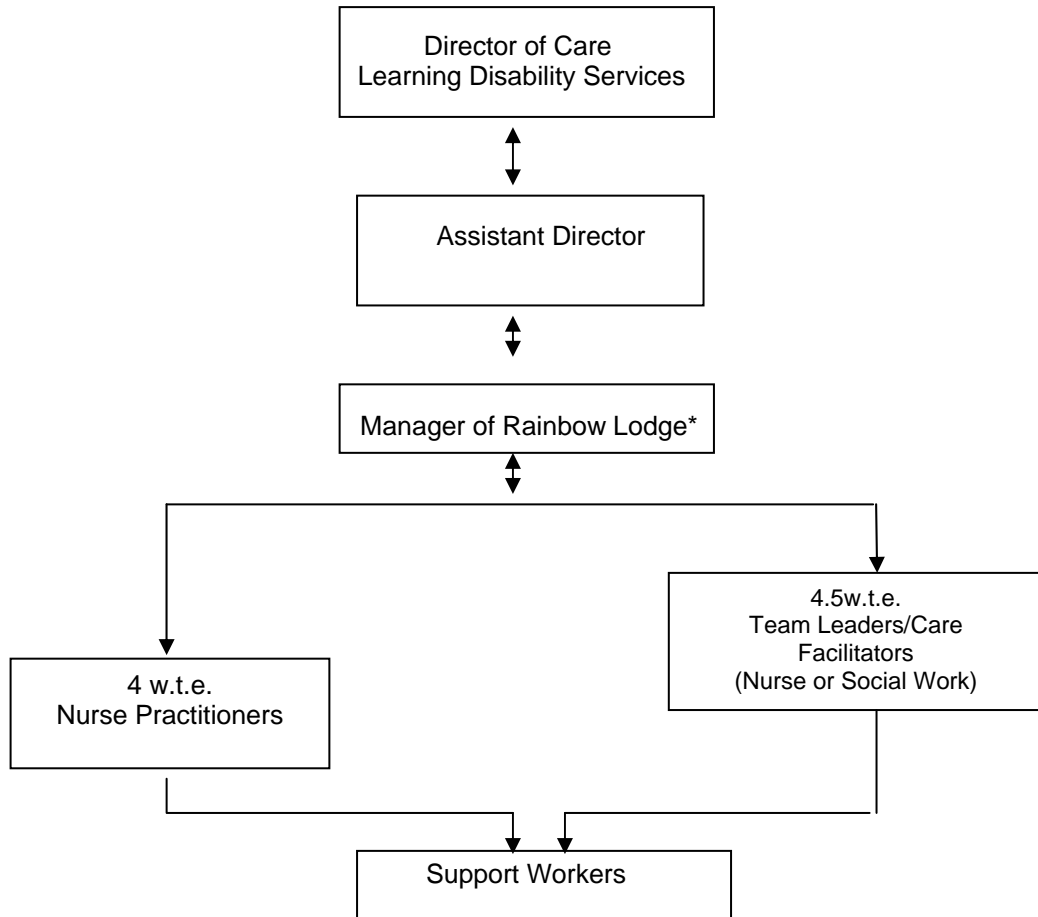 Director of Care
Learning Disability Services
Assistant Director
Manager of Rainbow Lodge*
4.5w.t.e.
Team Leaders/Care
Facilitators
(Nurse or Social Work)
4 w.t.e.
Nurse Practitioners
Support Workers